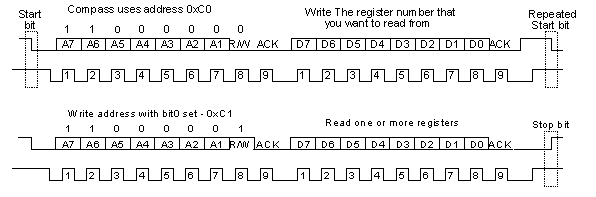 Start bit
Compass uses address 0xC0
Write The register number that
you want to read from
Repeated
Start bit
1 1 0 0 0 0 0 0
A7 A6 A5 A4 A3 A2 A1 R/W ACK D7 D6 D5 D4 D3 D2 D1 D0 ACK
1 2 3 4 5 6 7 8 9 1 2 3 4 5 6 7 8 9
Write address with bit0 set - 0xC1
Read one or more registers
Stop bit
1 1 0 0 0 0 0 1
A7 A6 A5 A4 A3 A2 A1 R/W ACK D7 D6 D5 D4 D3 D2 D1 D0 ACK
1 2 3 4 5 6 7 8 9 1 2 3 4 5 6 7 8 9